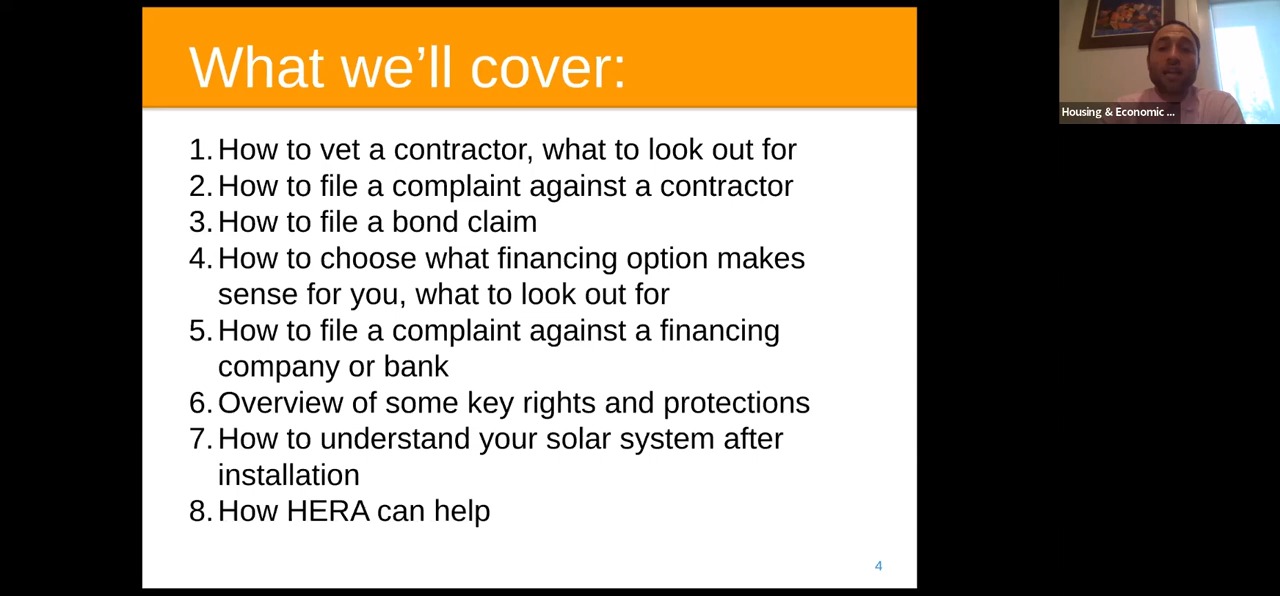 What we’ll cover:
1. How to vet a contractor, what to look out for
2. How to file a complaint against a contractor
3. How to file a bond claim
4. How to choose what financing option makes
sense for you, what to look out for
5. How to file a complaint against a financing
company or bank
6. Overview of some key rights and protections
7. How to understand your solar system after
installation
8. How HERA can help
4
Housing & Economic ...